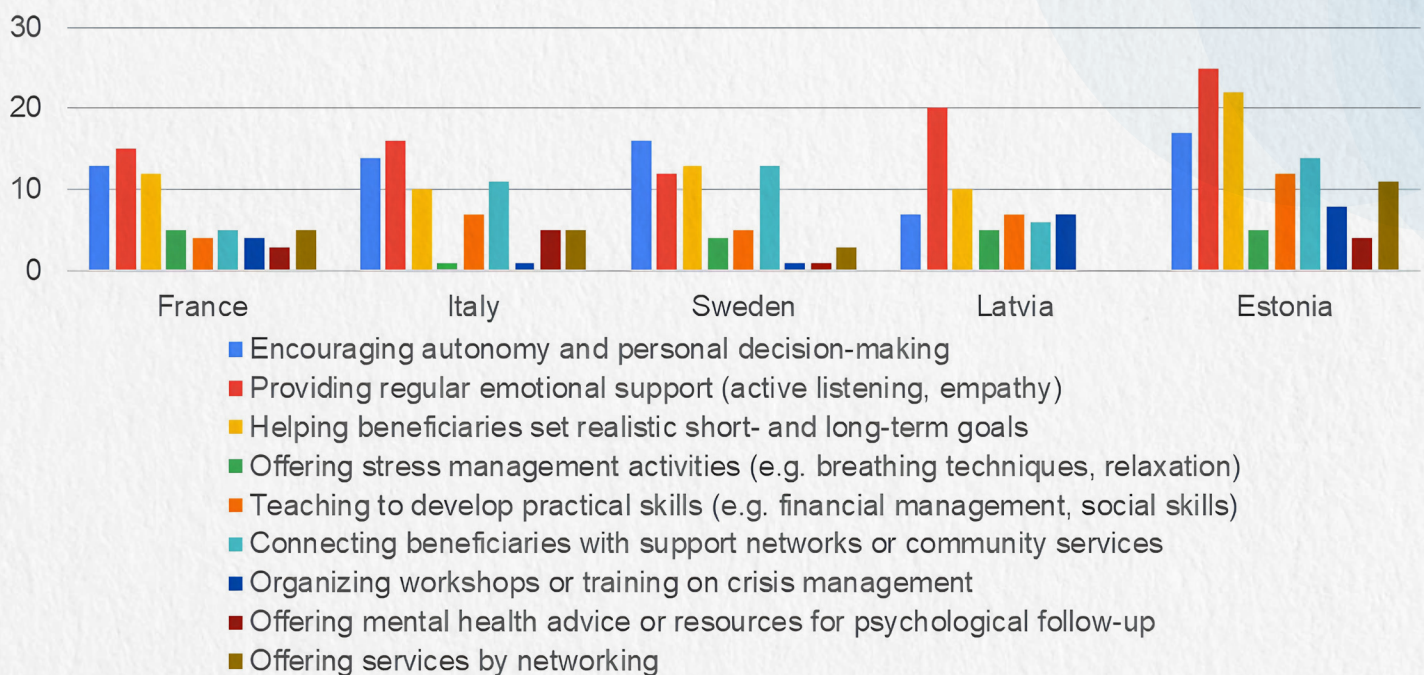 30
20
10
0
France Italy Sweden Latvia Estonia
Encouraging autonomy and personal decision-making
Providing regular emotional support (active listening, empathy)
Helping beneficiaries set realistic short- and long-term goals
Offering stress management activities (e.g. breathing techniques, relaxation)
Teaching to develop practical skills (e.g. financial management, social skills)
Connecting beneficiaries with support networks or community services
Organizing workshops or training on crisis management
Offering mental health advice or resources for psychological follow-up
Offering services by networking